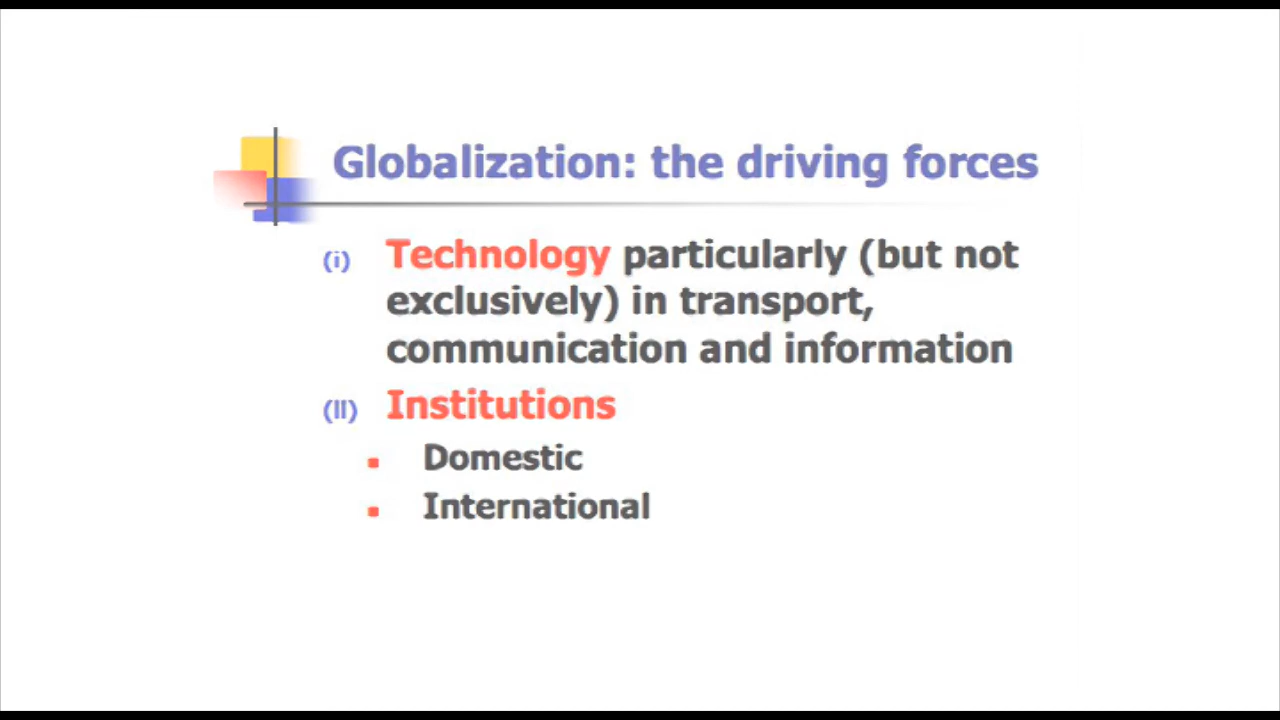 Globalization: the driving forces
(i) Technology particularly (but not
exclusively) in transport,
communication and information
(II) Institutions
▪ Domestic
▪ International